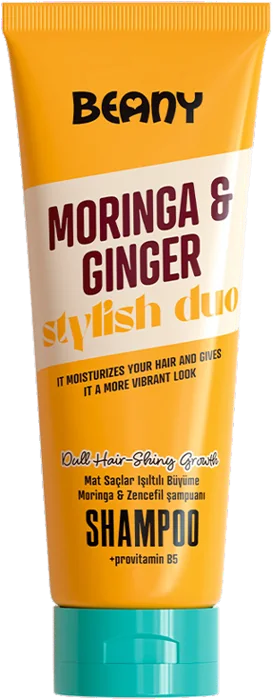 BEANY
MORINGA &
GINGER
stylish duo
IT MOISTURIZES YOUR HAIR AND GIVES
IT A MORE VIBRANT LOOK
Dull Hair-Shiny Growth
Mat Saçlar Işıltılı Büyüme
Moringa & Zencefil şampuanı
SHAMPOO
+provitamin B5